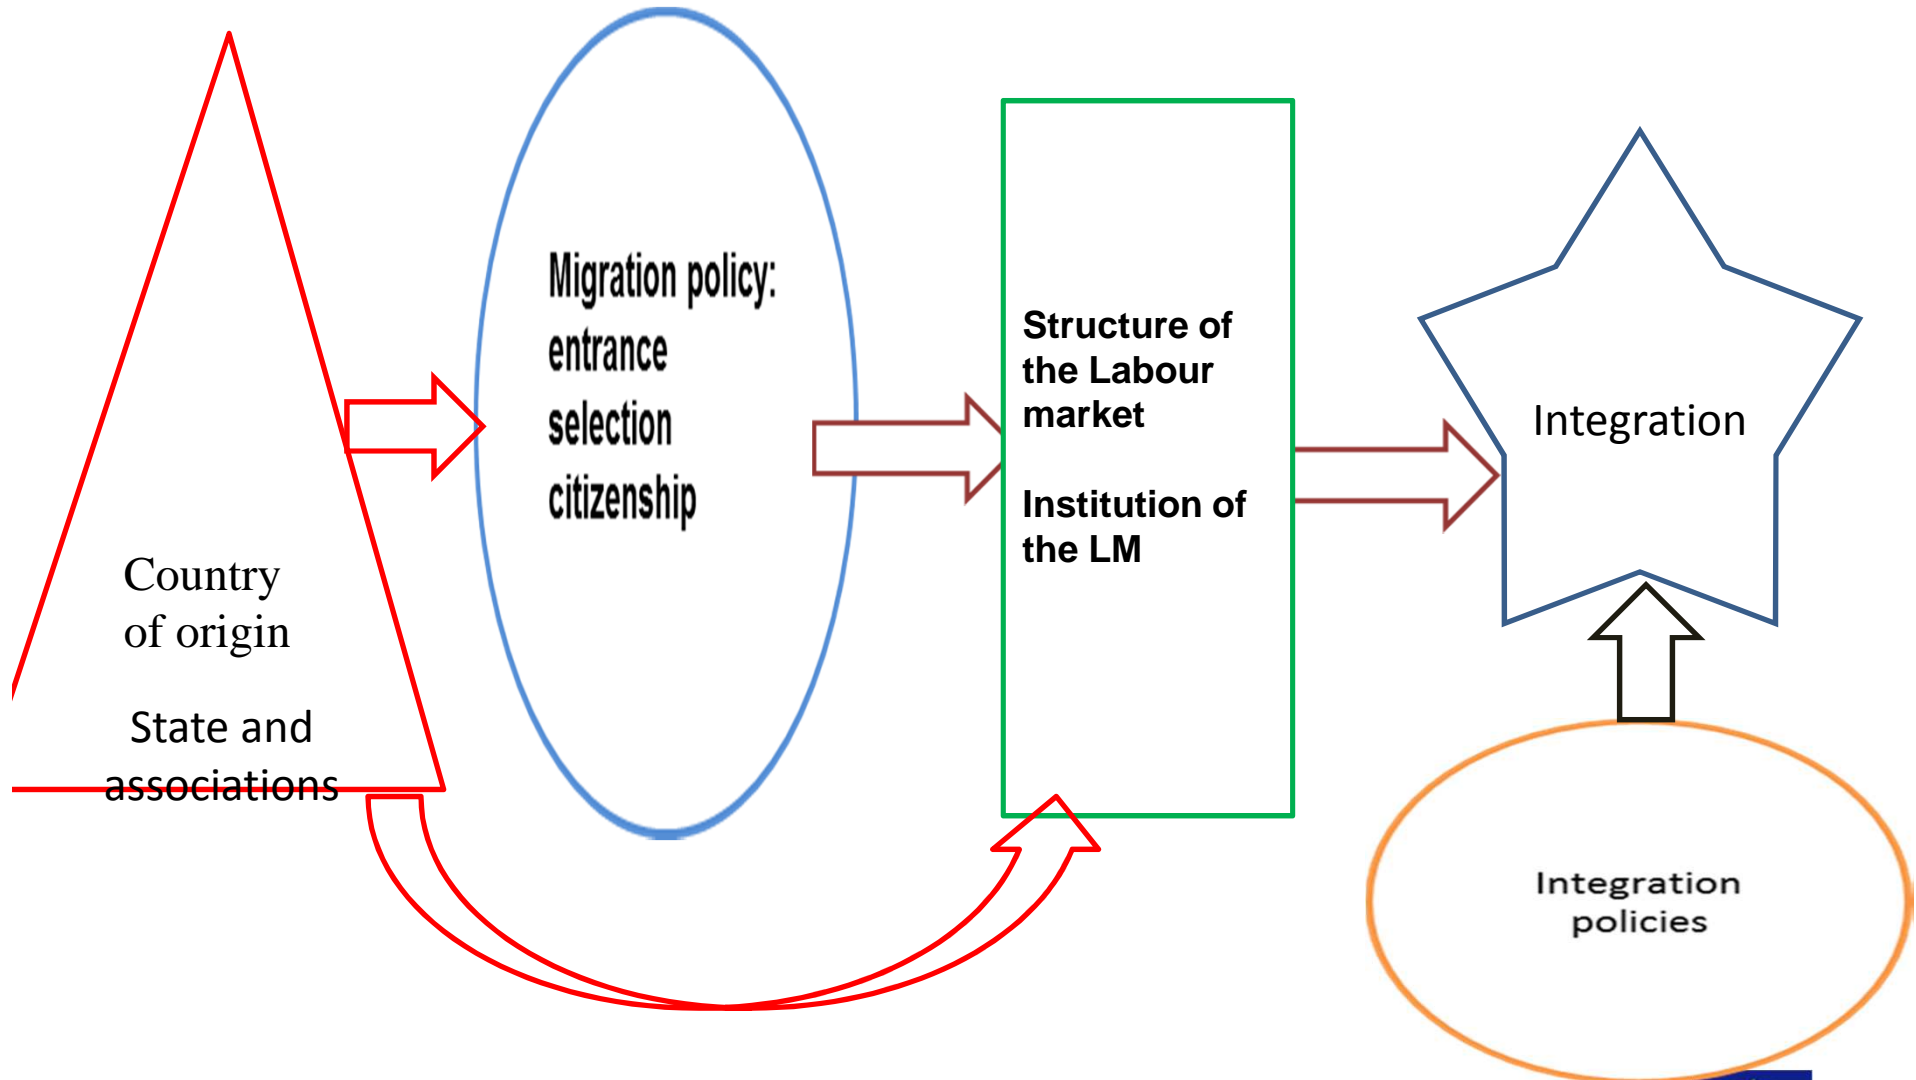 Country
of origin
State and
associations
Migration policy:
entrance
selection
citizenship
Structure of
the Labour
market
Institution of
the LM
Integration
Integration
policies